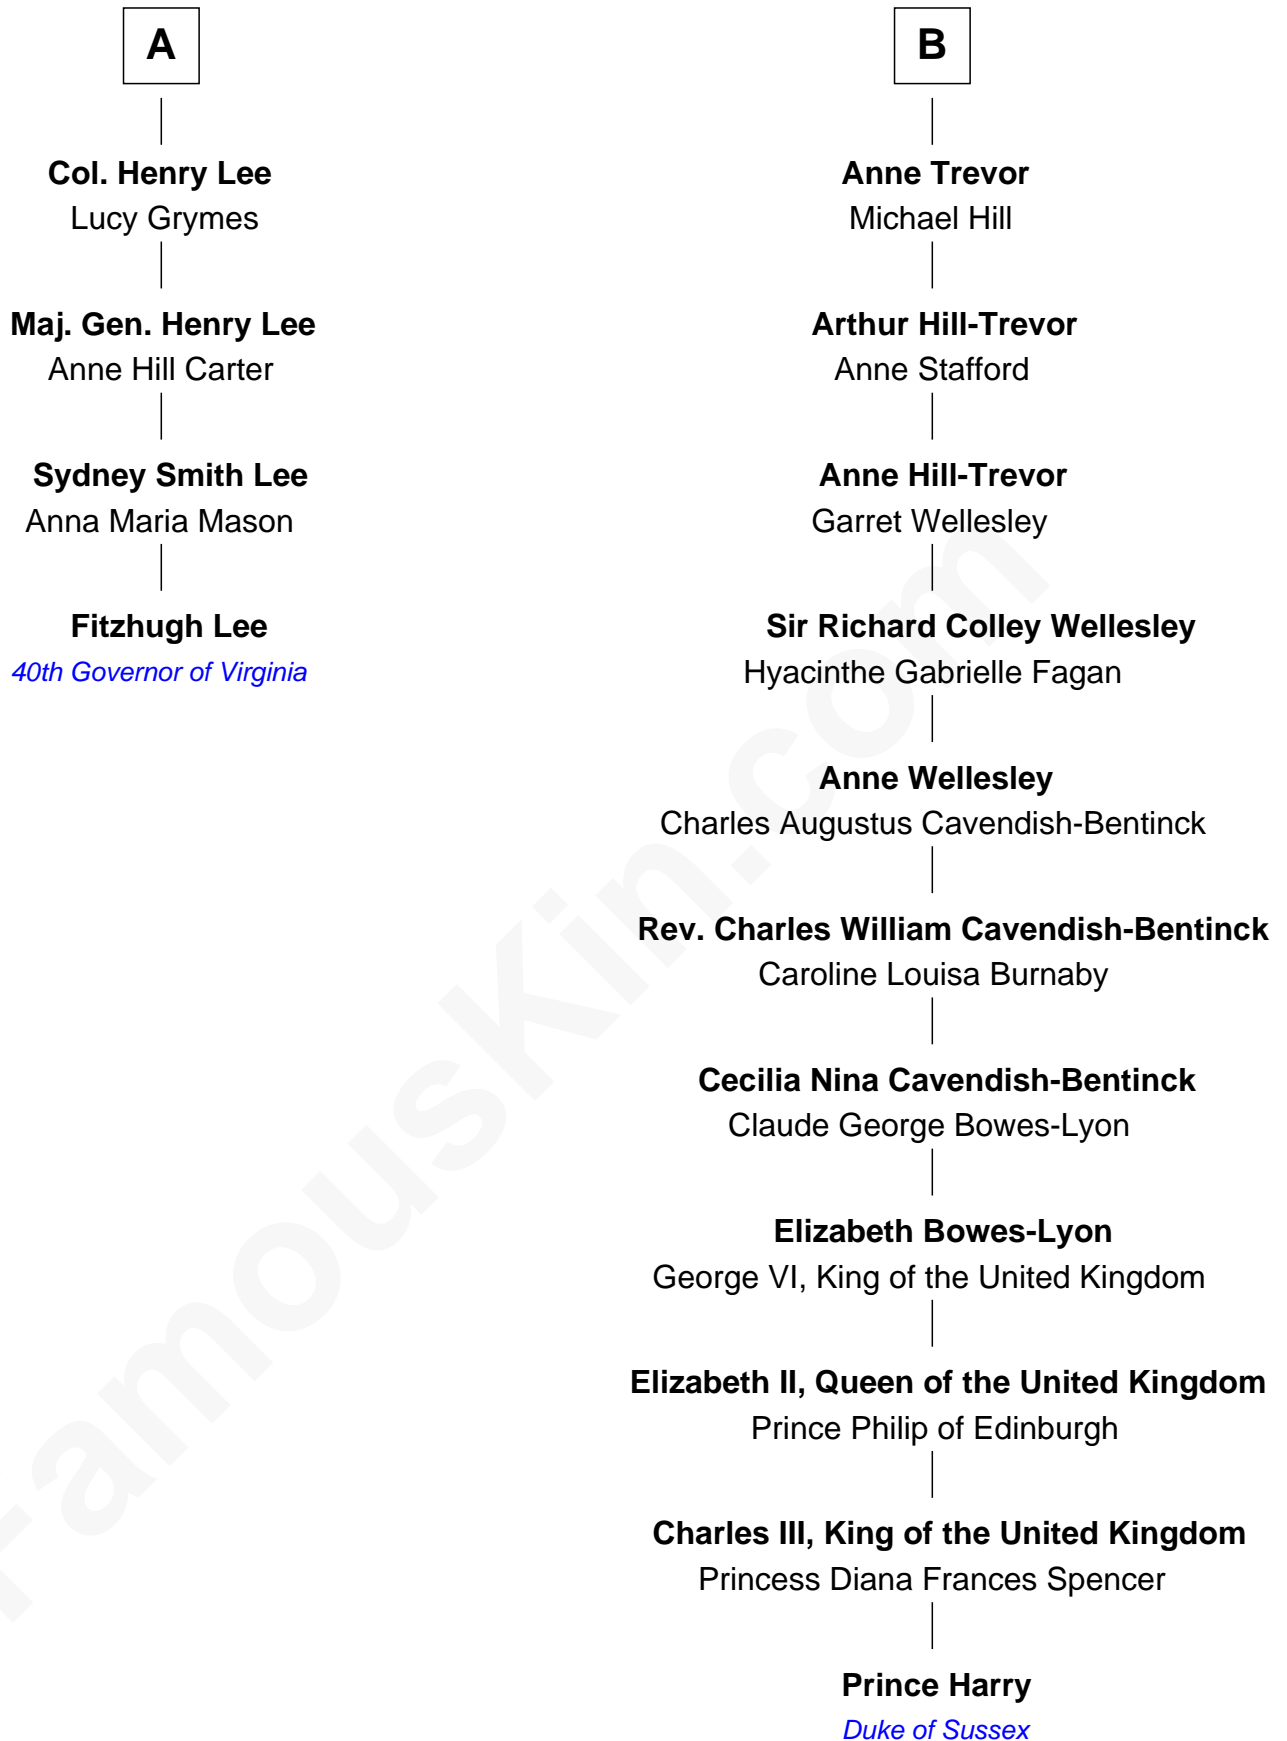 A
Col. Henry Lee
Lucy Grymes
Maj. Gen. Henry Lee
Anne Hill Carter
Sydney Smith Lee
Anna Maria Mason
Fitzhugh Lee
40th Governor of Virginia
B
Anne Trevor
Michael Hill
Arthur Hill-Trevor
Anne Stafford
Anne Hill-Trevor
Garret Wellesley
Sir Richard Colley Wellesley
Hyacinthe Gabrielle Fagan
Anne Wellesley
Charles Augustus Cavendish-Bentinck
Rev. Charles William Cavendish-Bentinck
Caroline Louisa Burnaby
Cecilia Nina Cavendish-Bentinck
Claude George Bowes-Lyon
Elizabeth Bowes-Lyon
George VI, King of the United Kingdom
Elizabeth II, Queen of the United Kingdom
Prince Philip of Edinburgh
Charles III, King of the United Kingdom
Princess Diana Frances Spencer
Prince Harry
Duke of Sussex
FamousKin.com